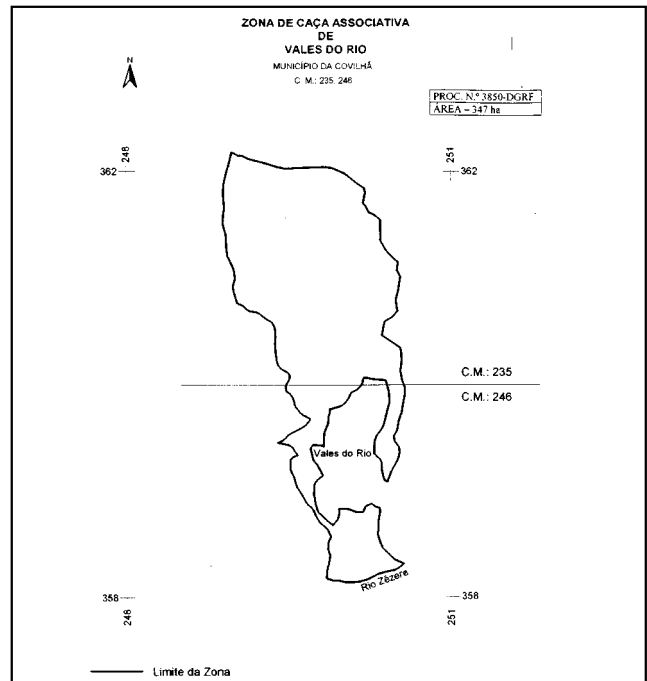 ZONA DE CAÇA ASSOCIATIVA
DE
VALES DO RIO
MUNICÍPIO DA COVILHÃ
C. M.: 235, 246
N
PROC. N.º 3850-DGRF
ÁREA – 347 ha
248
251
362
362
C.M.: 235
C.M.: 246
Vales do Rio
Rio Zêzere
358
358
248
251
Limite da Zona